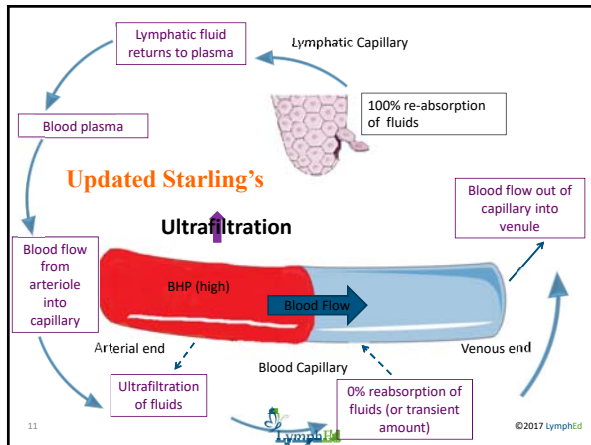 Lymphatic fluid
returns to plasma
Lymphatic Capillary
100% re-absorption
of fluids
Blood plasma
Updated Starling's
Blood flow out of
capillary into
venule
Ultrafiltration
Blood flow
from
arteriole
into
capillary
BHP (high)
Blood Flow
Arterial end
Blood Capillary
Venous end
Ultrafiltration
of fluids
0% reabsorption of
fluids (or transient
amount)
11
LymphEd
©2017 LymphEd